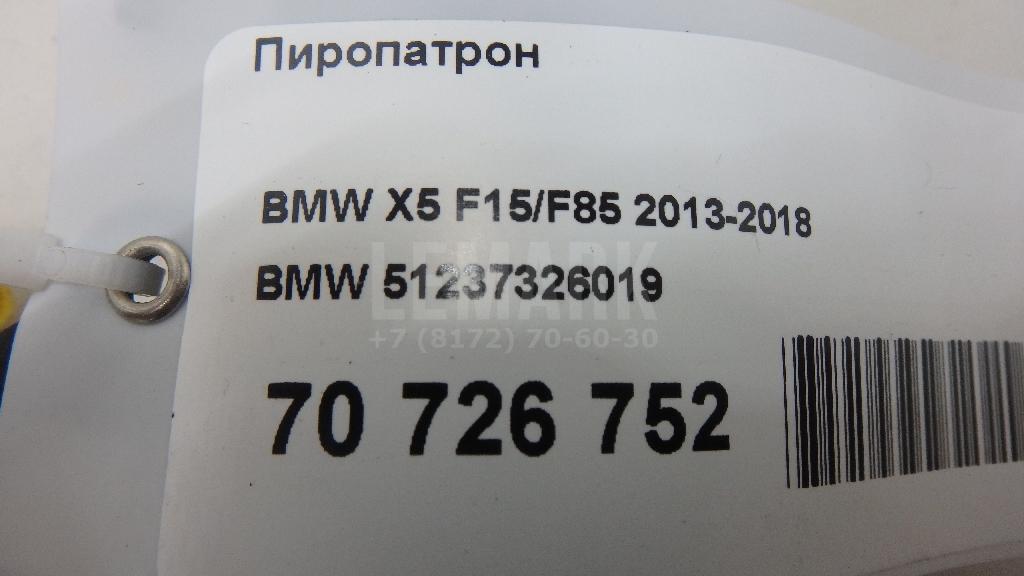 Пиропатрон
BMW X5 F15/F85 2013-2018
BMW 51237326019
LEMARK
+7 (8172) 70-60-30
70 726 752